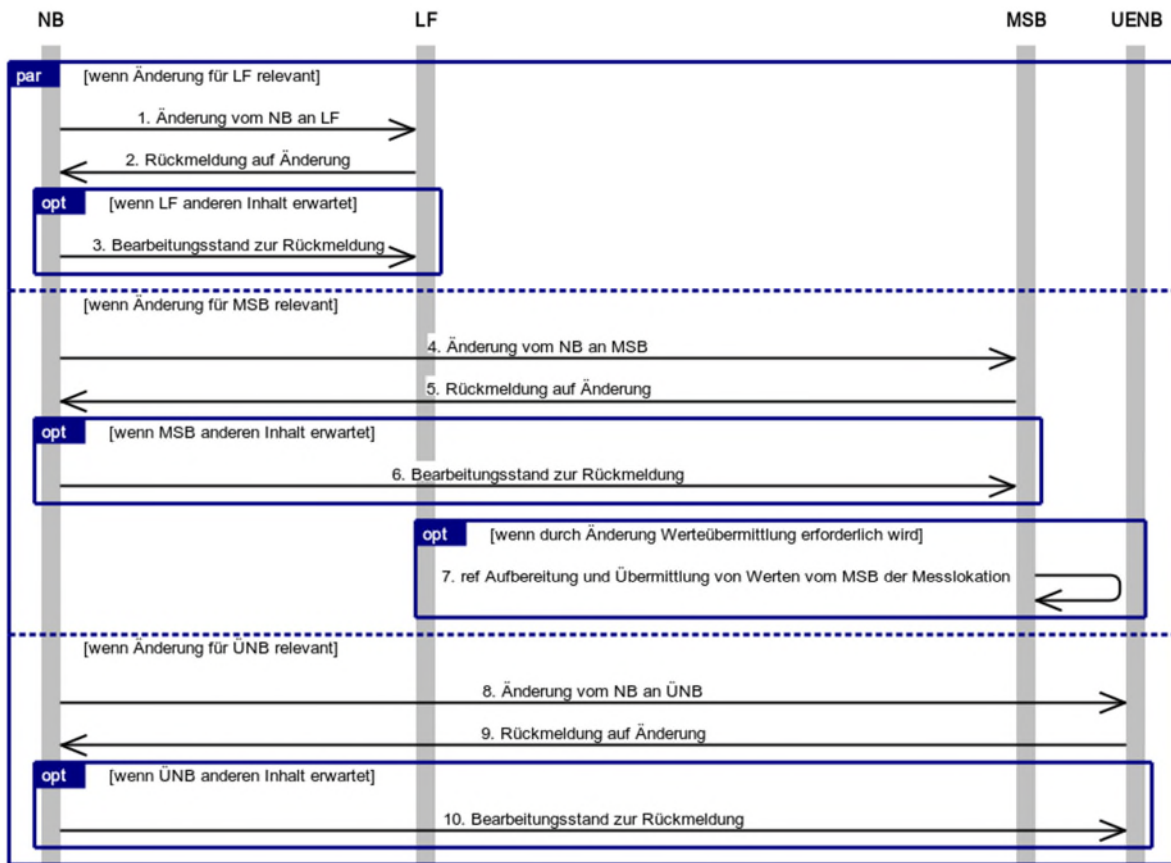 NB LF MSB UENB
par [wenn Änderung für LF relevant]
1. Änderung vom NB an LF
2. Rückmeldung auf Änderung
opt [wenn LF anderen Inhalt erwartet]
3. Bearbeitungsstand zur Rückmeldung
[wenn Änderung für MSB relevant]
4. Änderung vom NB an MSB
5. Rückmeldung auf Änderung
opt [wenn MSB anderen Inhalt erwartet]
6. Bearbeitungsstand zur Rückmeldung
opt [wenn durch Änderung Werteübermittlung erforderlich wird]
7. ref Aufbereitung und Übermittlung von Werten vom MSB der Messlokation
[wenn Änderung für ÜNB relevant]
8. Änderung vom NB an ÜNB
9. Rückmeldung auf Änderung
opt [wenn ÜNB anderen Inhalt erwartet]
10. Bearbeitungsstand zur Rückmeldung